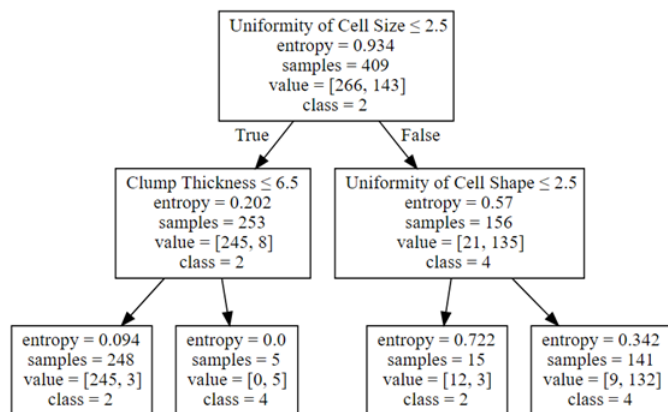 Uniformity of Cell Size ≤ 2.5
entropy = 0.934
samples = 409
value = [266, 143]
class = 2
True
False
Clump Thickness ≤ 6.5
entropy = 0.202
samples = 253
value = [245, 8]
class = 2
Uniformity of Cell Shape ≤ 2.5
entropy = 0.57
samples = 156
value = [21, 135]
class = 4
entropy = 0.094
samples = 248
value = [245, 3]
class = 2
entropy = 0.0
samples = 5
value = [0, 5]
class = 4
entropy = 0.722
samples = 15
value = [12, 3]
class = 2
entropy = 0.342
samples = 141
value = [9, 132]
class = 4